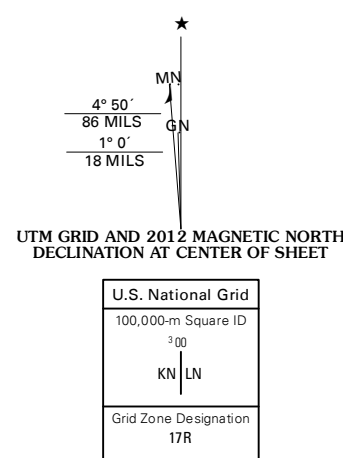 ★
MN
4° 50´
86 MILS
GN
1° 0´
18 MILS
UTM GRID AND 2012 MAGNETIC NORTH
DECLINATION AT CENTER OF SHEET
U.S. National Grid
100,000-m Square ID
³00
KN LN
Grid Zone Designation
17R